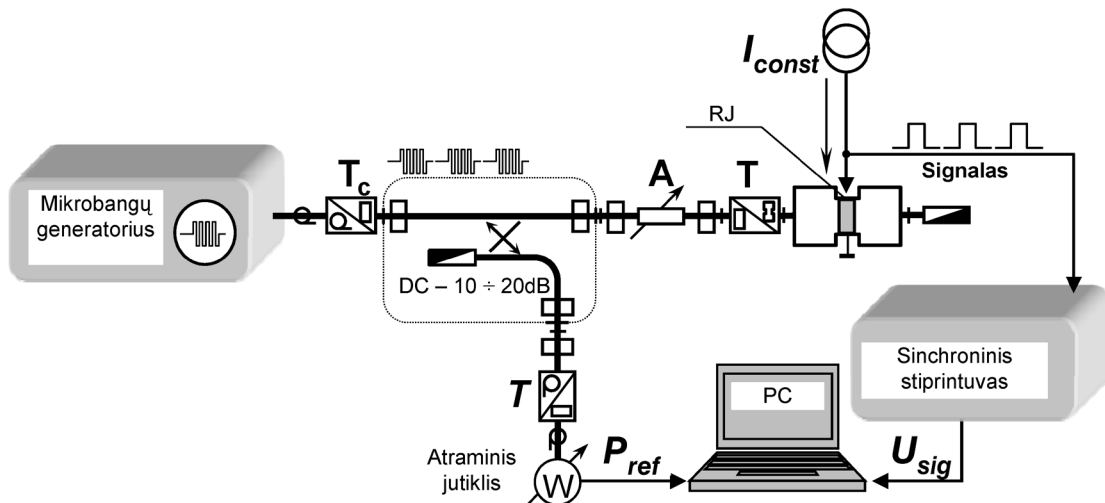 I_const
RJ
T_c
A
T
Signalas
Mikrobangų
generatorius
DC – 10 ÷ 20dB
Sinchroninis
stiprintuvas
T
PC
Atraminis
jutiklis
W
P_ref
U_sig